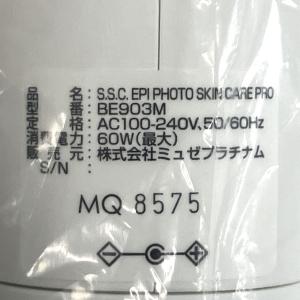 品名：S.S.C. EPI PHOTO SKIN CARE PRO
型番：BE903M
定格：AC100-240V、50/60Hz
消費電力：60W(最大)
販売元：株式会社ミュゼプラチナム
S/N：
MQ 8575